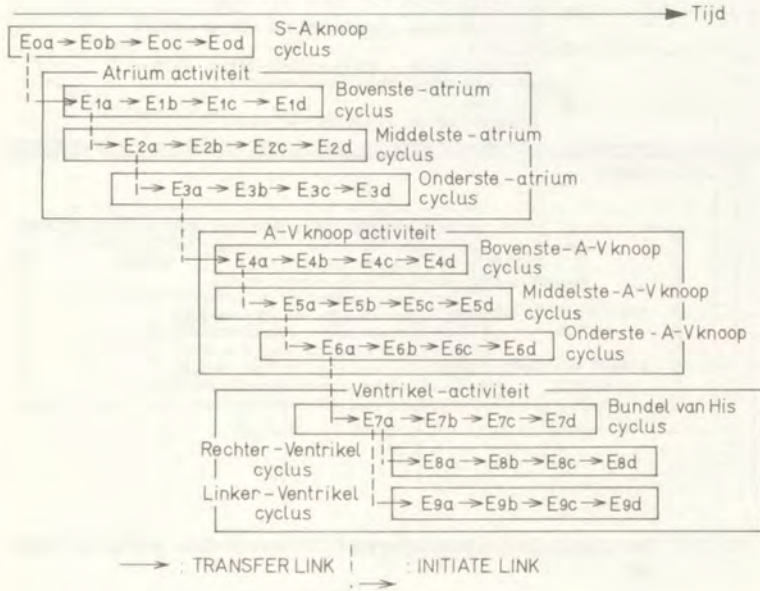 Tijd
S-A knoop
cyclus
Eoa → Eob → Eoc → Eod
Atrium activiteit
E1a → E1b → E1c → E1d
Bovenste-atrium
cyclus
E2a → E2b → E2c → E2d
Middelste-atrium
cyclus
E3a → E3b → E3c → E3d
Onderste-atrium
cyclus
A-V knoop activiteit
E4a → E4b → E4c → E4d
Bovenste-A-V knoop
cyclus
E5a → E5b → E5c → E5d
Middelste-A-V knoop
cyclus
E6a → E6b → E6c → E6d
Onderste-A-V knoop
cyclus
Ventrikel-activiteit
E7a → E7b → E7c → E7d
Bundel van His
cyclus
Rechter-Ventrikel
cyclus
E8a → E8b → E8c → E8d
Linker-Ventrikel
cyclus
E9a → E9b → E9c → E9d
→ : TRANSFER LINK → : INITIATE LINK